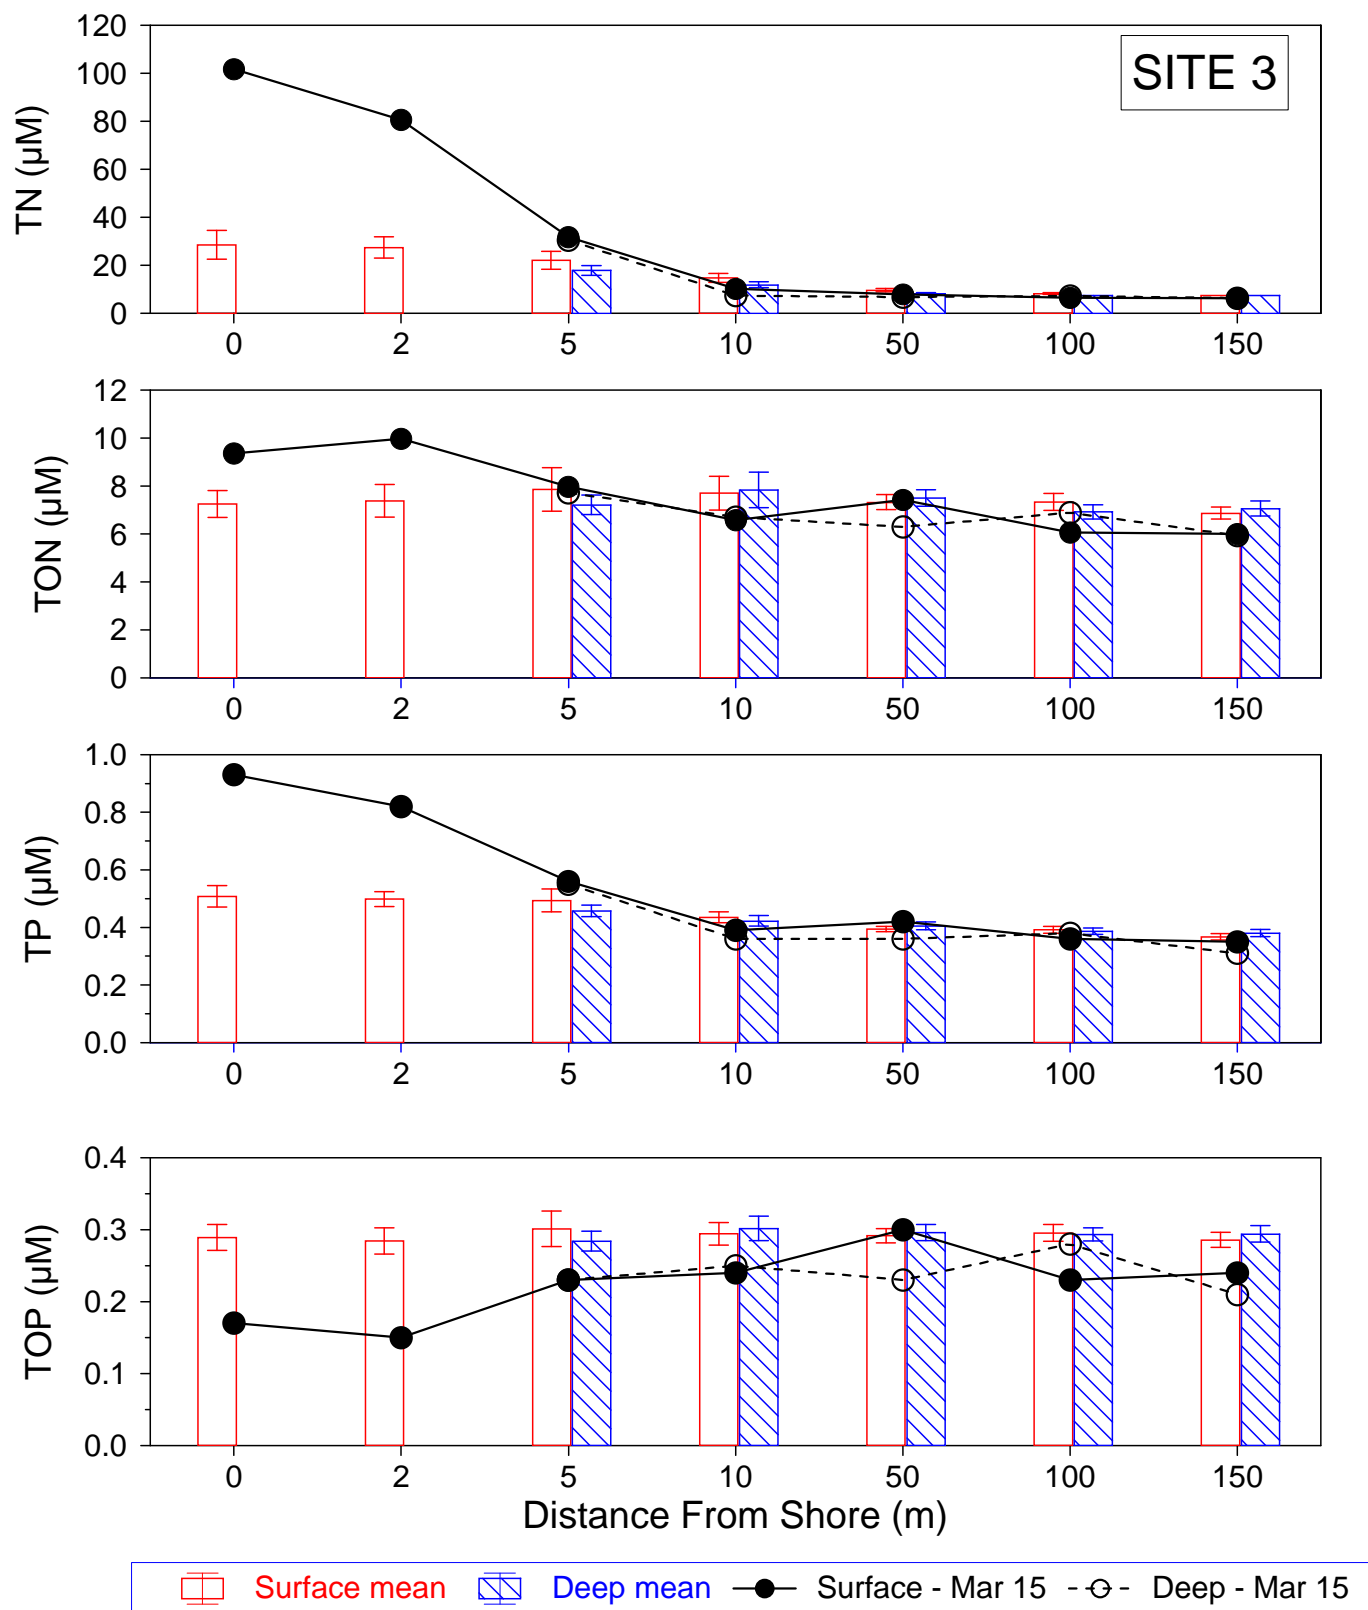 SITE 3
TN (µM)
120
100
80
60
40
20
0
0 2 5 10 50 100 150
TON (µM)
12
10
8
6
4
2
0
0 2 5 10 50 100 150
TP (µM)
1.0
0.8
0.6
0.4
0.2
0.0
0 2 5 10 50 100 150
TOP (µM)
0.4
0.3
0.2
0.1
0.0
0 2 5 10 50 100 150
Distance From Shore (m)
Surface mean Deep mean Surface - Mar 15 Deep - Mar 15